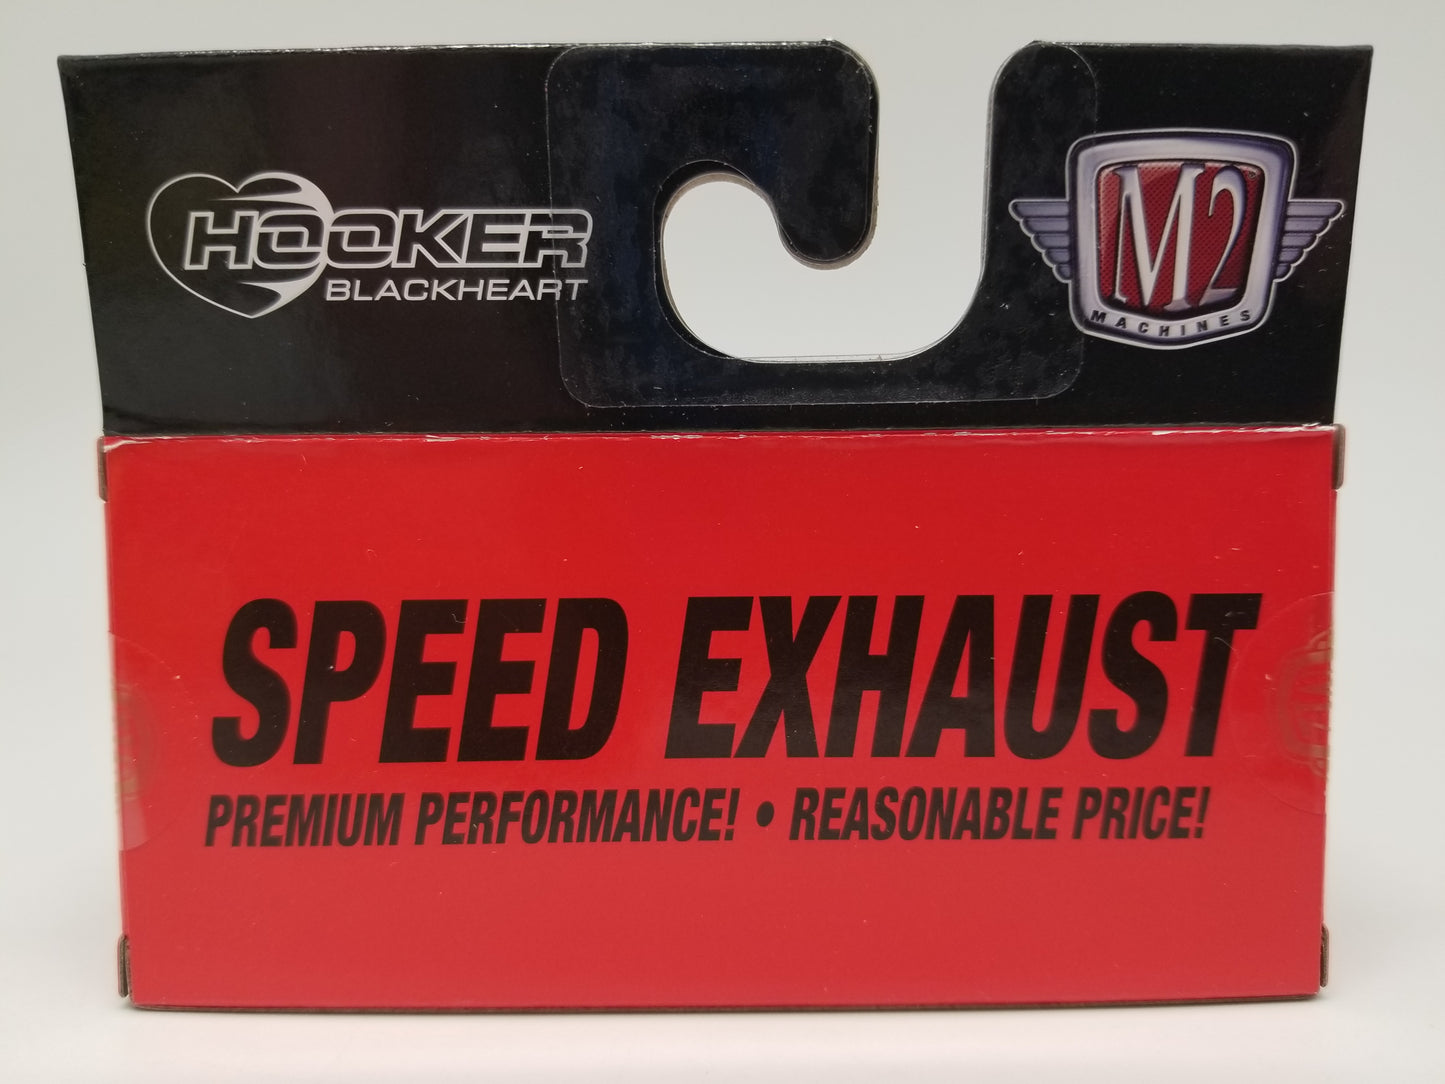 HOOKER
BLACKHEART
M2
MACHINES
SPEED EXHAUST
PREMIUM PERFORMANCE! • REASONABLE PRICE!